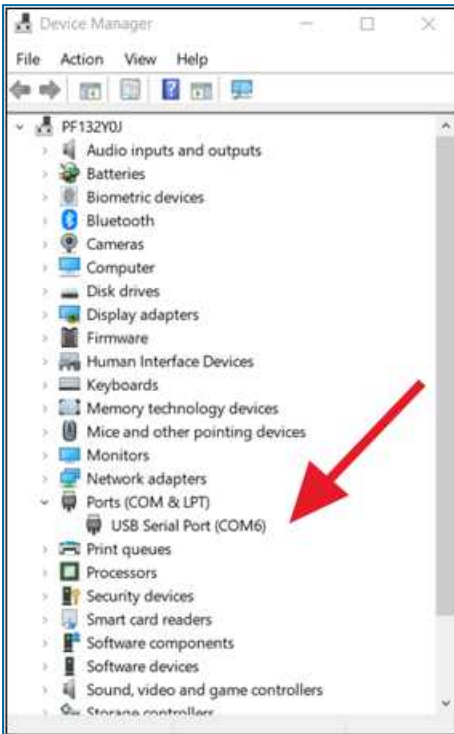 Device Manager
File Action View Help
PF132Y0J
Audio inputs and outputs
Batteries
Biometric devices
Bluetooth
Cameras
Computer
Disk drives
Display adapters
Firmware
Human Interface Devices
Keyboards
Memory technology devices
Mice and other pointing devices
Monitors
Network adapters
Ports (COM & LPT)
USB Serial Port (COM6)
Print queues
Processors
Security devices
Smart card readers
Software components
Software devices
Sound, video and game controllers
Storage controllers